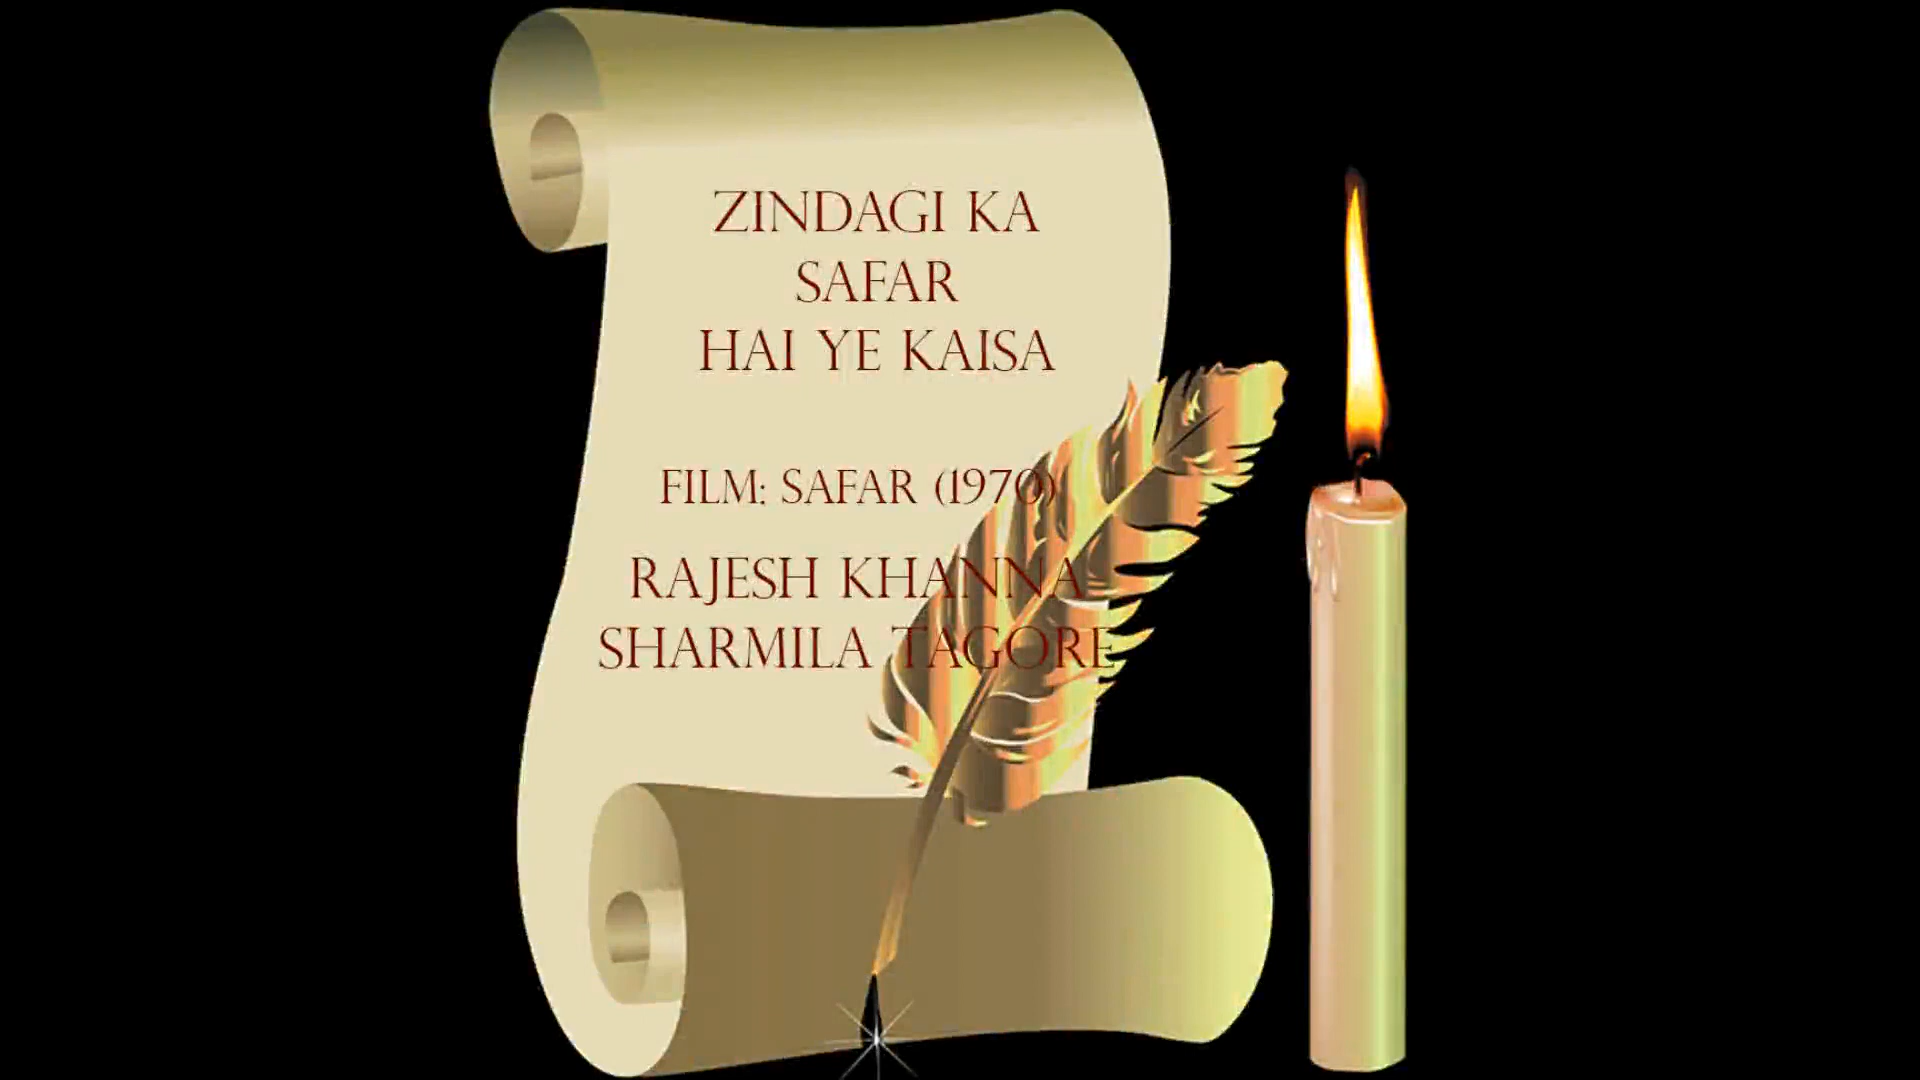 ZINDAGI KA
SAFAR
HAI YE KAISA
FILM: SAFAR (1970)
RAJESH KHANNA
SHARMILA TAGORE